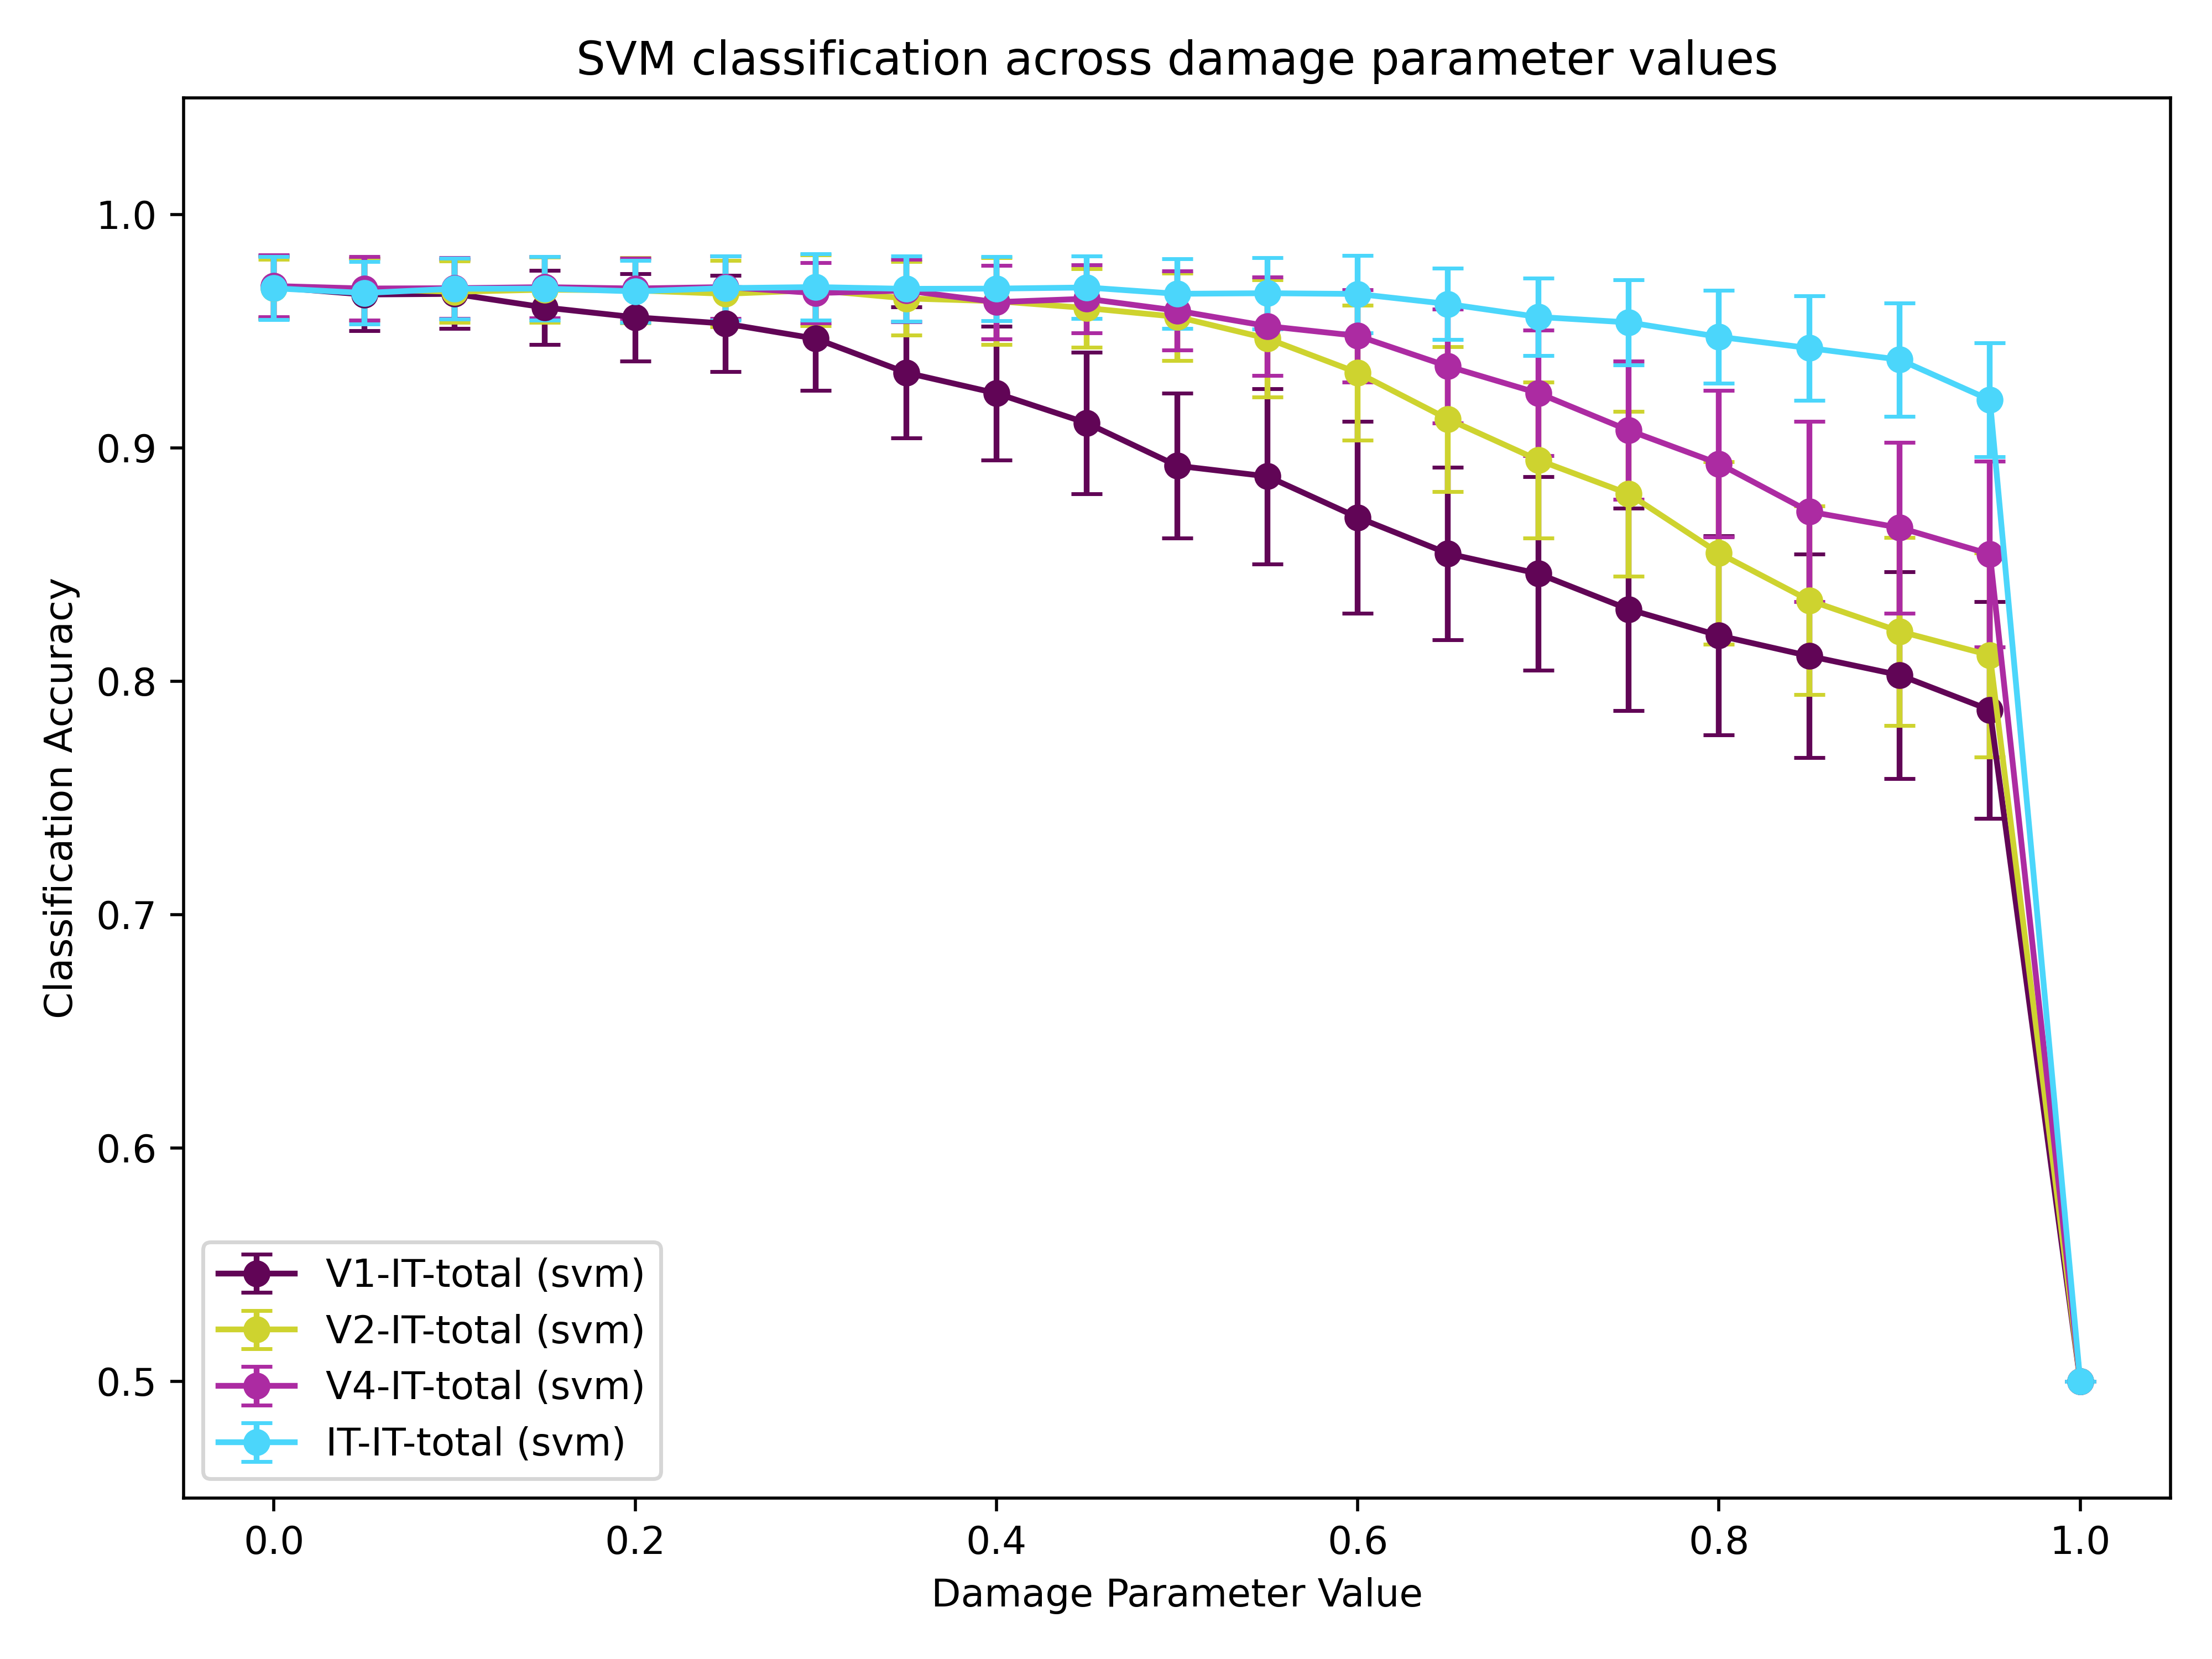 SVM classification across damage parameter values
Classification Accuracy
1.0
0.9
0.8
0.7
0.6
0.5
V1-IT-total (svm)
V2-IT-total (svm)
V4-IT-total (svm)
IT-IT-total (svm)
0.0 0.2 0.4 0.6 0.8 1.0
Damage Parameter Value